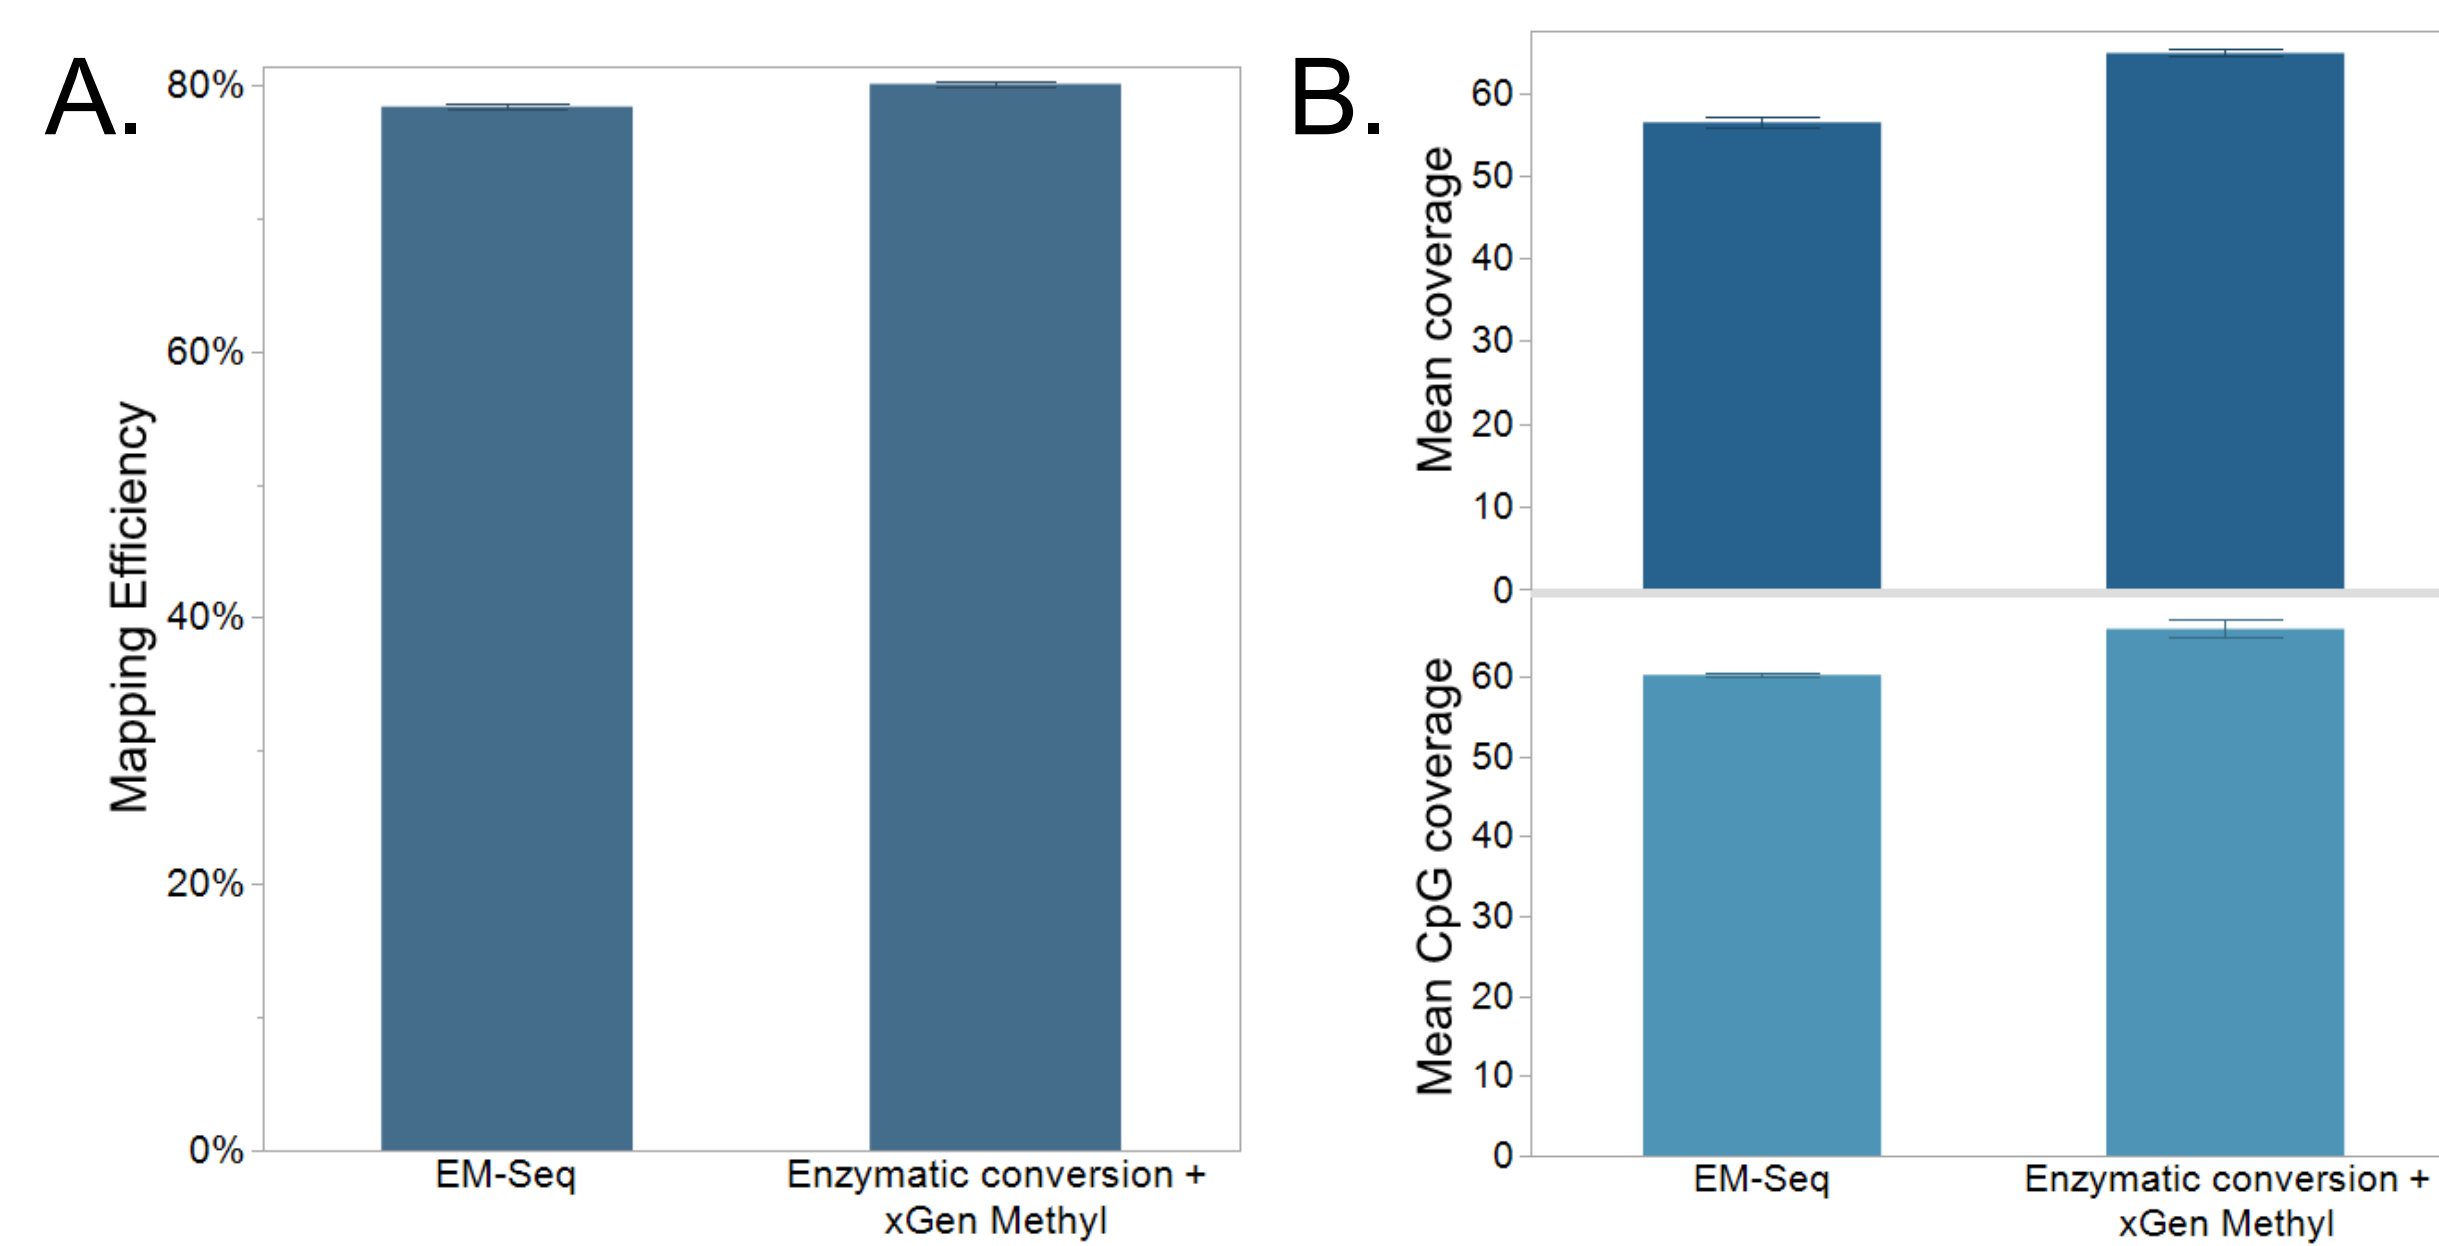 A.
Mapping Efficiency
80%
60%
40%
20%
0%
EM-Seq
Enzymatic conversion +
xGen Methyl
B.
Mean coverage
60
50
40
30
20
10
0
Mean CpG coverage
60
50
40
30
20
10
0
EM-Seq
Enzymatic conversion +
xGen Methyl